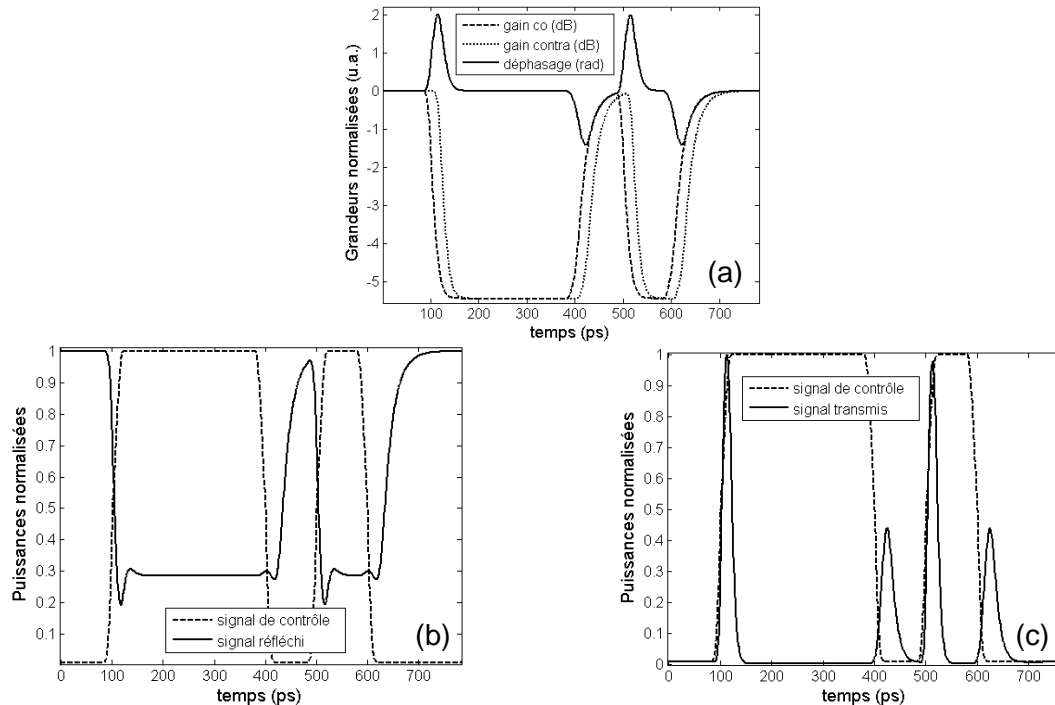 Grandeurs normalisées (u.a.)
2
1
0
-1
-2
-3
-4
-5
gain co (dB)
gain contra (dB)
déphasage (rad)
(a)
100 200 300 400 500 600 700
temps (ps)
Puissances normalisées
1
0.9
0.8
0.7
0.6
0.5
0.4
0.3
0.2
0.1
signal de contrôle
signal réfléchi
(b)
0 100 200 300 400 500 600 700
temps (ps)
Puissances normalisées
1
0.9
0.8
0.7
0.6
0.5
0.4
0.3
0.2
0.1
0
signal de contrôle
signal transmis
(c)
0 100 200 300 400 500 600 700
temps (ps)